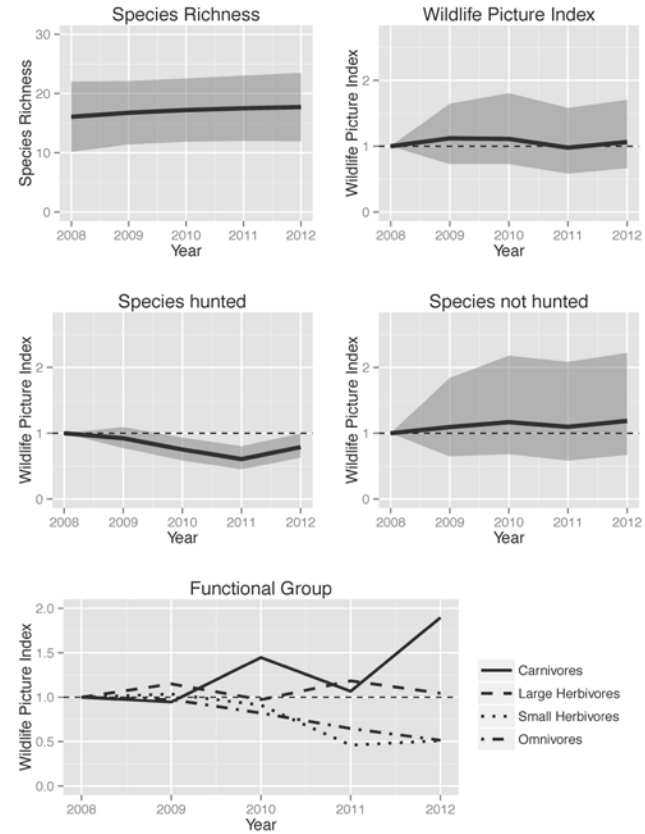 Species Richness
Species Richness
30
20
10
0
2008 2009 2010 2011 2012
Year
Wildlife Picture Index
Wildlife Picture Index
2
1
0
2008 2009 2010 2011 2012
Year
Species hunted
Wildlife Picture Index
2
1
0
2008 2009 2010 2011 2012
Year
Species not hunted
Wildlife Picture Index
2
1
0
2008 2009 2010 2011 2012
Year
Functional Group
Wildlife Picture Index
2.0
1.5
1.0
0.5
0.0
2008 2009 2010 2011 2012
Year
Carnivores
Large Herbivores
Small Herbivores
Omnivores